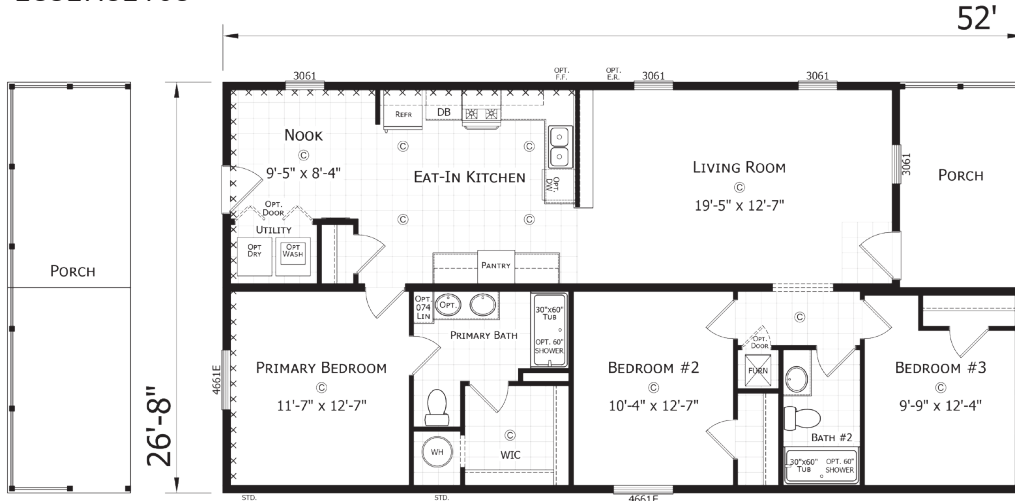 52'
3061
OPT.
F.F.
OPT.
E.R.
3061
3061
REFR
DB
NOOK
©
9'-5" x 8'-4"
©
©
EAT-IN KITCHEN
OPT.
DW
LIVING ROOM
©
19'-5" x 12'-7"
3061
PORCH
OPT.
DOOR
UTILITY
OPT
DRY
OPT
WASH
©
©
PANTRY
PORCH
OPT.
074
LIN
OPT.
PRIMARY BATH
30"x60"
TUB
OPT. 60"
SHOWER
©
OPT.
DOOR
FURN
4661E
PRIMARY BEDROOM
©
11'-7" x 12'-7"
BEDROOM #2
©
10'-4" x 12'-7"
BEDROOM #3
©
9'-9" x 12'-4"
26'-8"
WH
©
WIC
BATH #2
30"x60"
TUB
OPT. 60"
SHOWER
STD.
STD.
4661E